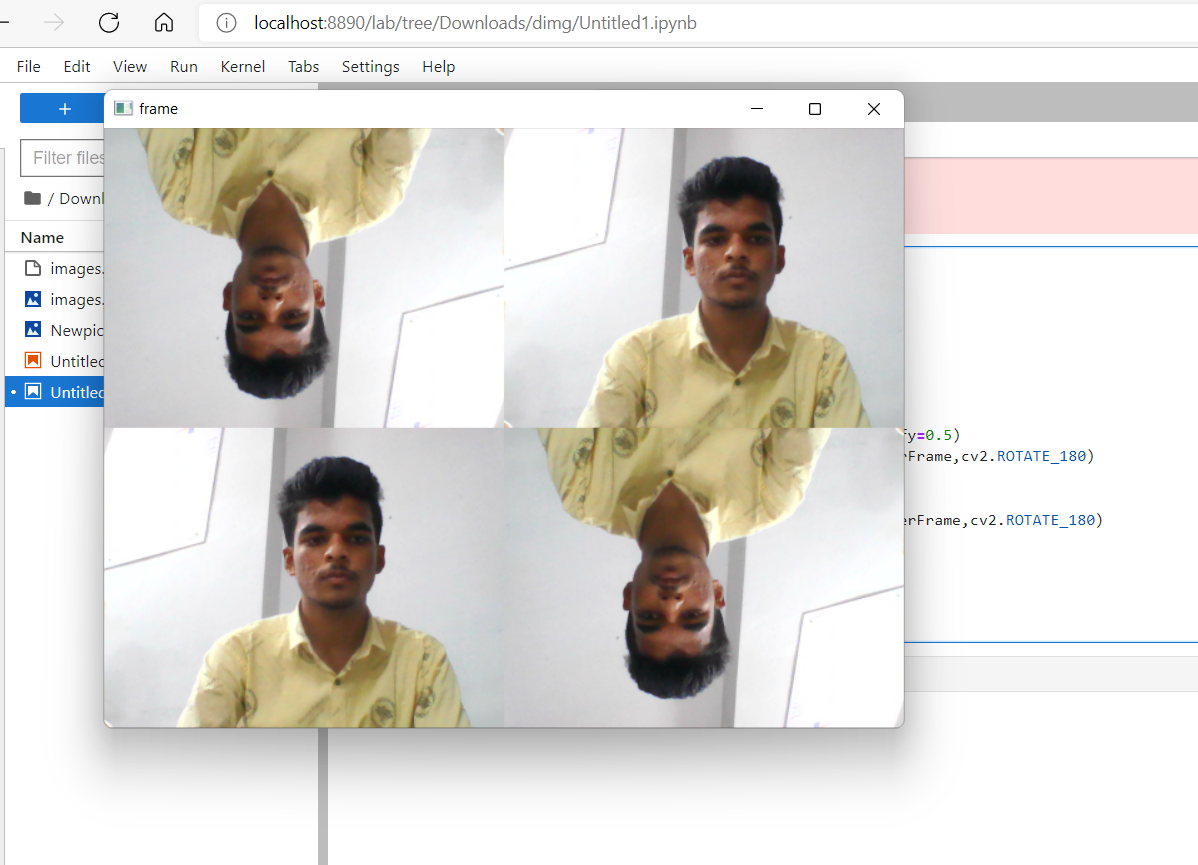 localhost:8890/lab/tree/Downloads/dimg/Untitled1.ipynb
File Edit View Run Kernel Tabs Settings Help
+
frame
Filter files
/ Downl
Name
images.
images.
Newpic
Untitled
Untitled
fy=0.5)
rFrame,cv2.ROTATE_180)
erFrame,cv2.ROTATE_180)